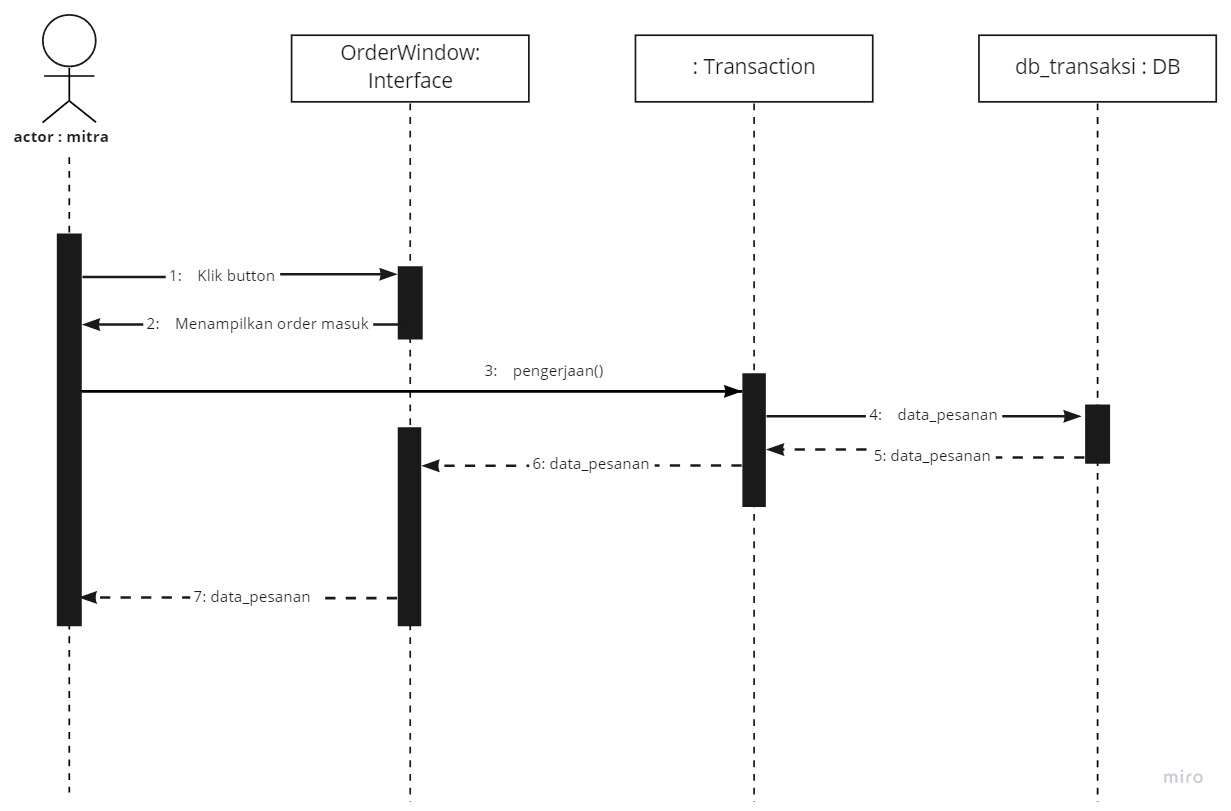 OrderWindow:
Interface
: Transaction
db_transaksi : DB
actor : mitra
1: Klik button
2: Menampilkan order masuk
3: pengerjaan()
4: data_pesanan
5: data_pesanan
6: data_pesanan
7: data_pesanan
miro